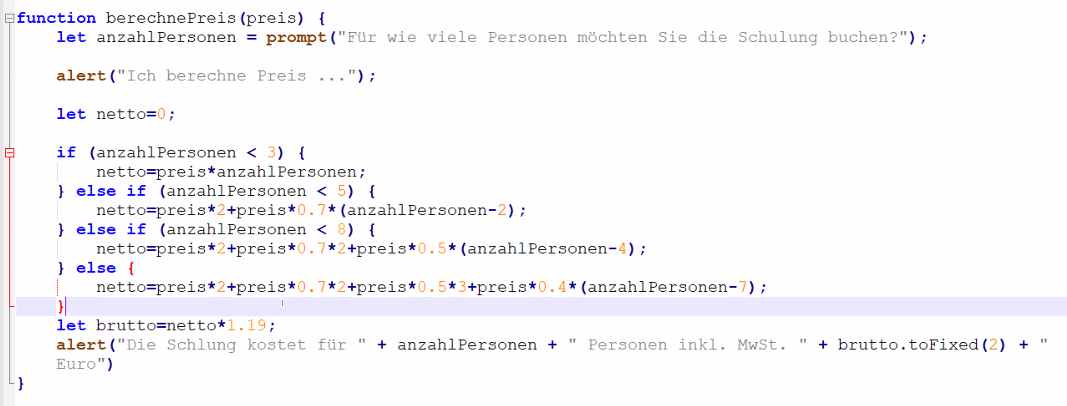 function berechnePreis(preis) {
let anzahlPersonen = prompt("Für wie viele Personen möchten Sie die Schulung buchen?");
alert("Ich berechne Preis ...");
let netto=0;
if (anzahlPersonen < 3) {
netto=preis*anzahlPersonen;
} else if (anzahlPersonen < 5) {
netto=preis*2+preis*0.7*(anzahlPersonen-2);
} else if (anzahlPersonen < 8) {
netto=preis*2+preis*0.7*2+preis*0.5*(anzahlPersonen-4);
} else {
netto=preis*2+preis*0.7*2+preis*0.5*3+preis*0.4*(anzahlPersonen-7);
}
let brutto=netto*1.19;
alert("Die Schlung kostet für " + anzahlPersonen + " Personen inkl. MwSt. " + brutto.toFixed(2) + "
Euro")
}